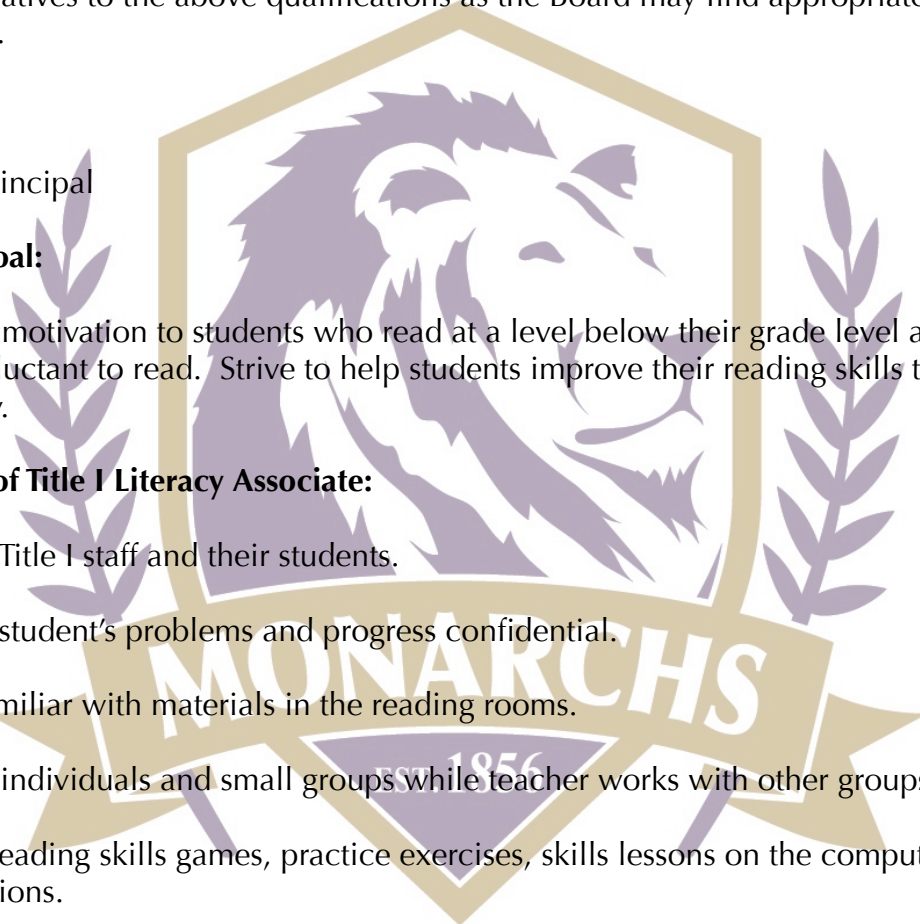 atives to the above qualifications as the Board may find appropriate
.
incipal
oal:
motivation to students who read at a level below their grade level a
luctant to read.  Strive to help students improve their reading skills t
y.
of Title I Literacy Associate:
Title I staff and their students.
student’s problems and progress confidential.
miliar with materials in the reading rooms.
individuals and small groups while teacher works with other groups
eading skills games, practice exercises, skills lessons on the comput
ions.
MONARCHS
EST. 1856